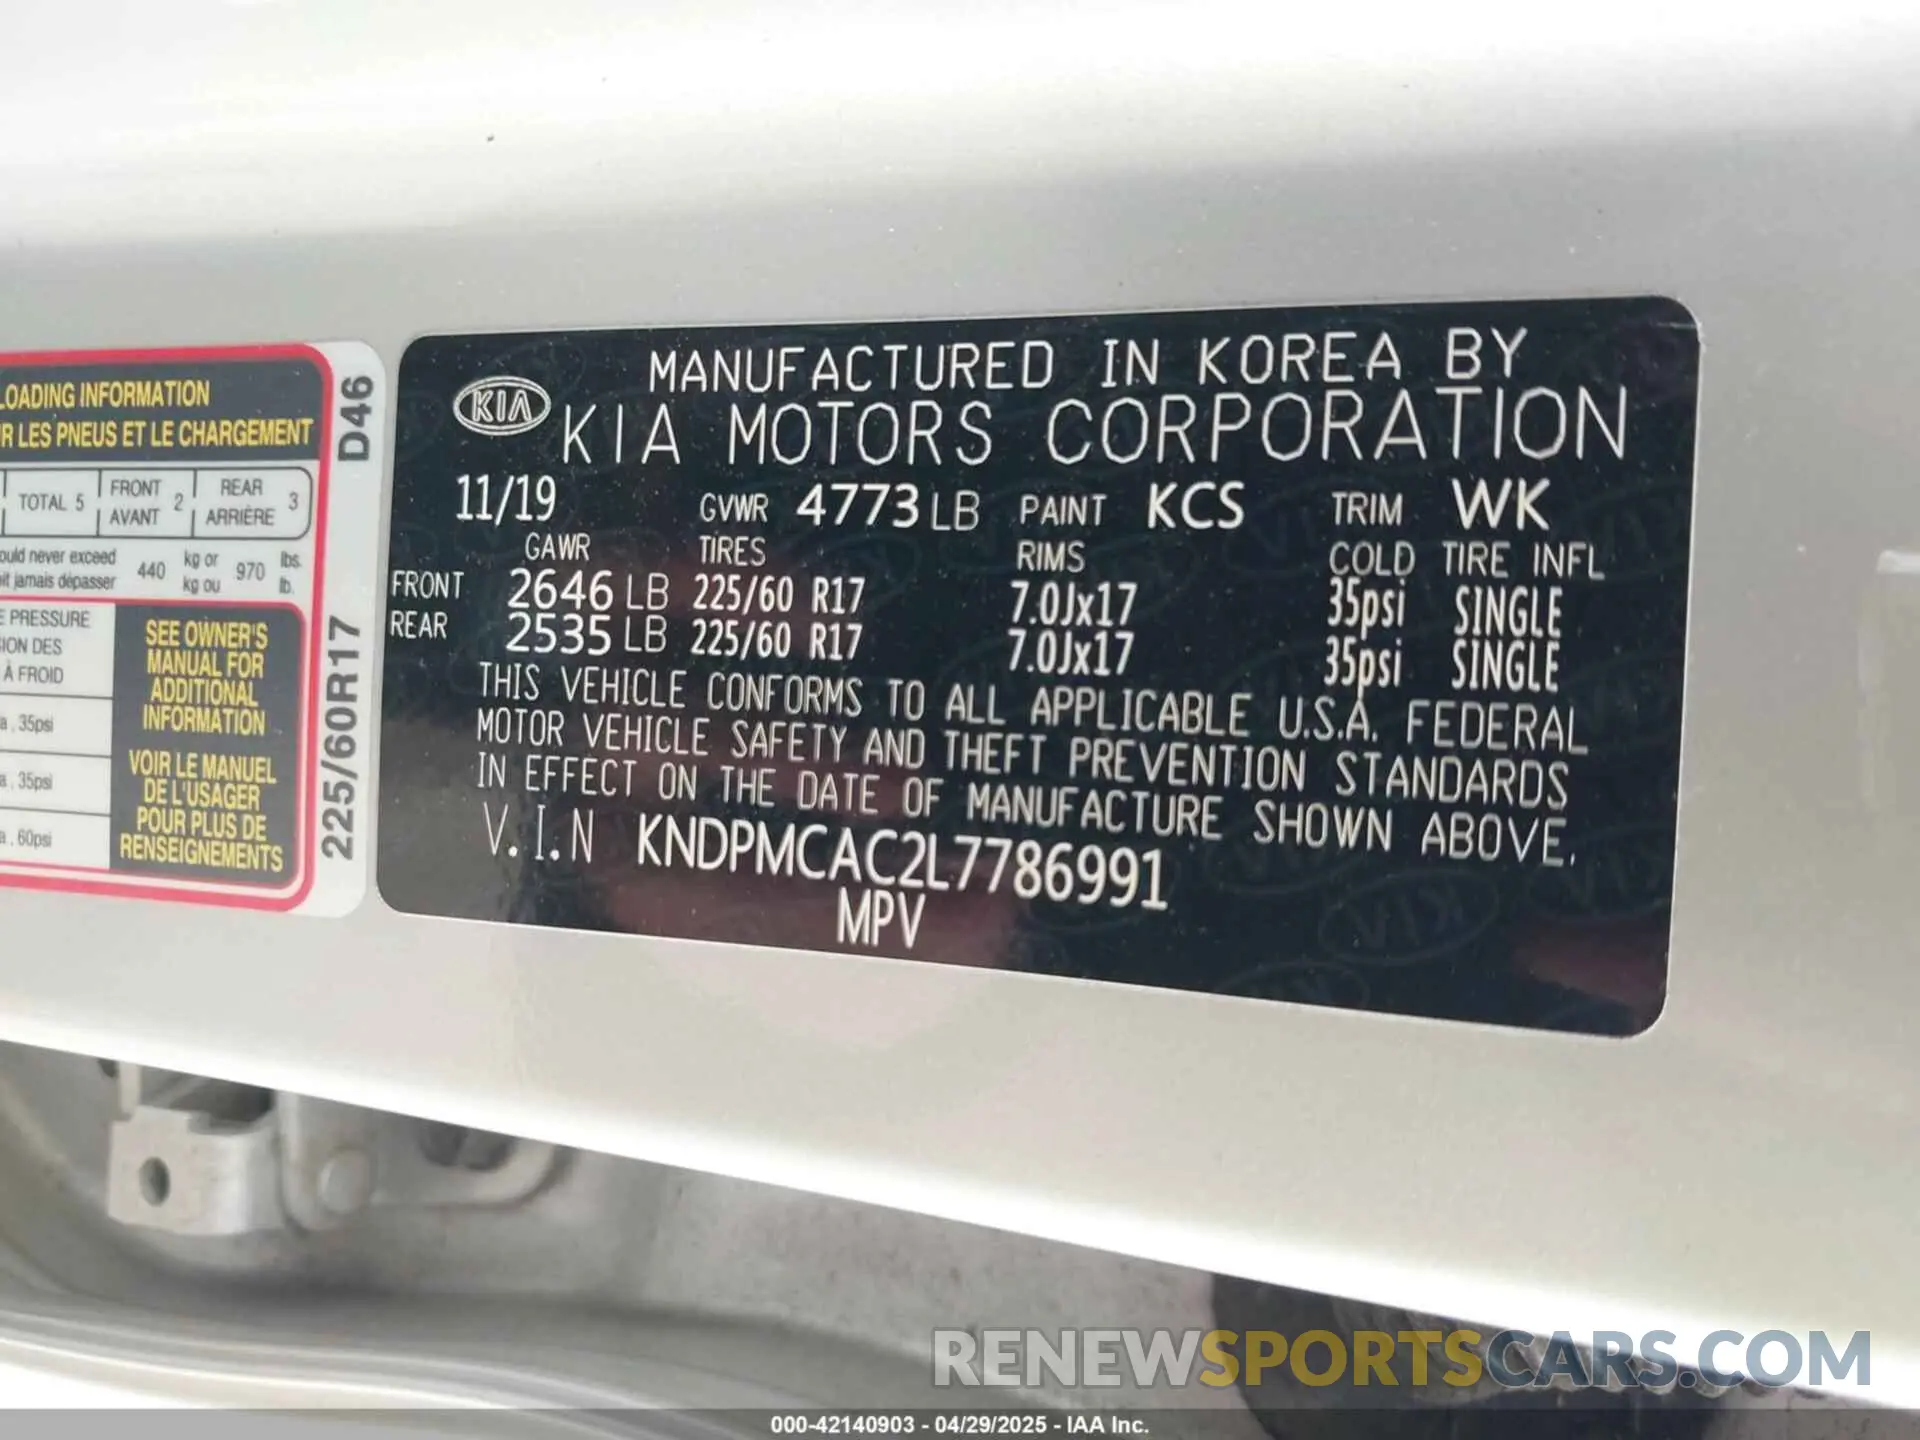 LOADING INFORMATION
R LES PNEUS ET LE CHARGEMENT
TOTAL 5 FRONT AVANT 2 REAR ARRIÈRE 3
ould never exceed 440 kg or 970 lbs.
it jamais dépasser kg ou lb.
E PRESSURE
ION DES
À FROID
a , 35psi
a , 35psi
a , 60psi
SEE OWNER'S
MANUAL FOR
ADDITIONAL
INFORMATION
VOIR LE MANUEL
DE L'USAGER
POUR PLUS DE
RENSEIGNEMENTS
225/60R17 D46
MANUFACTURED IN KOREA BY
KIA KIA MOTORS CORPORATION
11/19 GVWR 4773 LB PAINT KCS TRIM WK
GAWR TIRES RIMS COLD TIRE INFL
FRONT 2646 LB 225/60 R17 7.0Jx17 35psi SINGLE
REAR 2535 LB 225/60 R17 7.0Jx17 35psi SINGLE
THIS VEHICLE CONFORMS TO ALL APPLICABLE U.S.A. FEDERAL
MOTOR VEHICLE SAFETY AND THEFT PREVENTION STANDARDS
IN EFFECT ON THE DATE OF MANUFACTURE SHOWN ABOVE.
V.I.N KNDPMCAC2L7786991
MPV
RENEWSPORTSCARS.COM
000-42140903 - 04/29/2025 - IAA Inc.